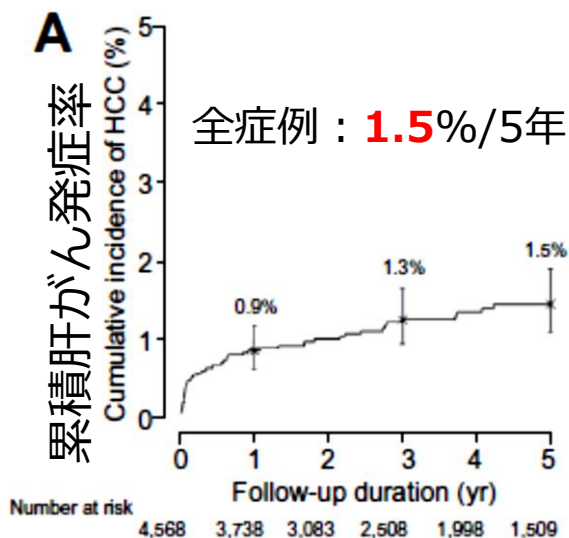 A
累積肝がん発症率
Cumulative incidence of HCC (%)
5
4
3
2
1
0
全症例：1.5%/5年
0.9%
1.3%
1.5%
0 1 2 3 4 5
Follow-up duration (yr)
Number at risk
4,568 3,738 3,083 2,508 1,998 1,509